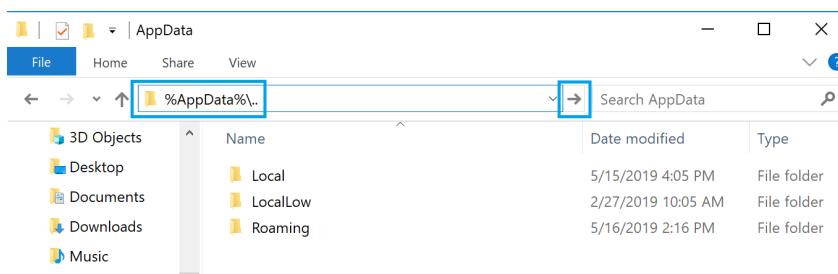 AppData
File Home Share View
%AppData%\.. Search AppData
3D Objects Name Date modified Type
Desktop Local 5/15/2019 4:05 PM File folder
Documents LocalLow 2/27/2019 10:05 AM File folder
Downloads Roaming 5/16/2019 2:16 PM File folder
Music